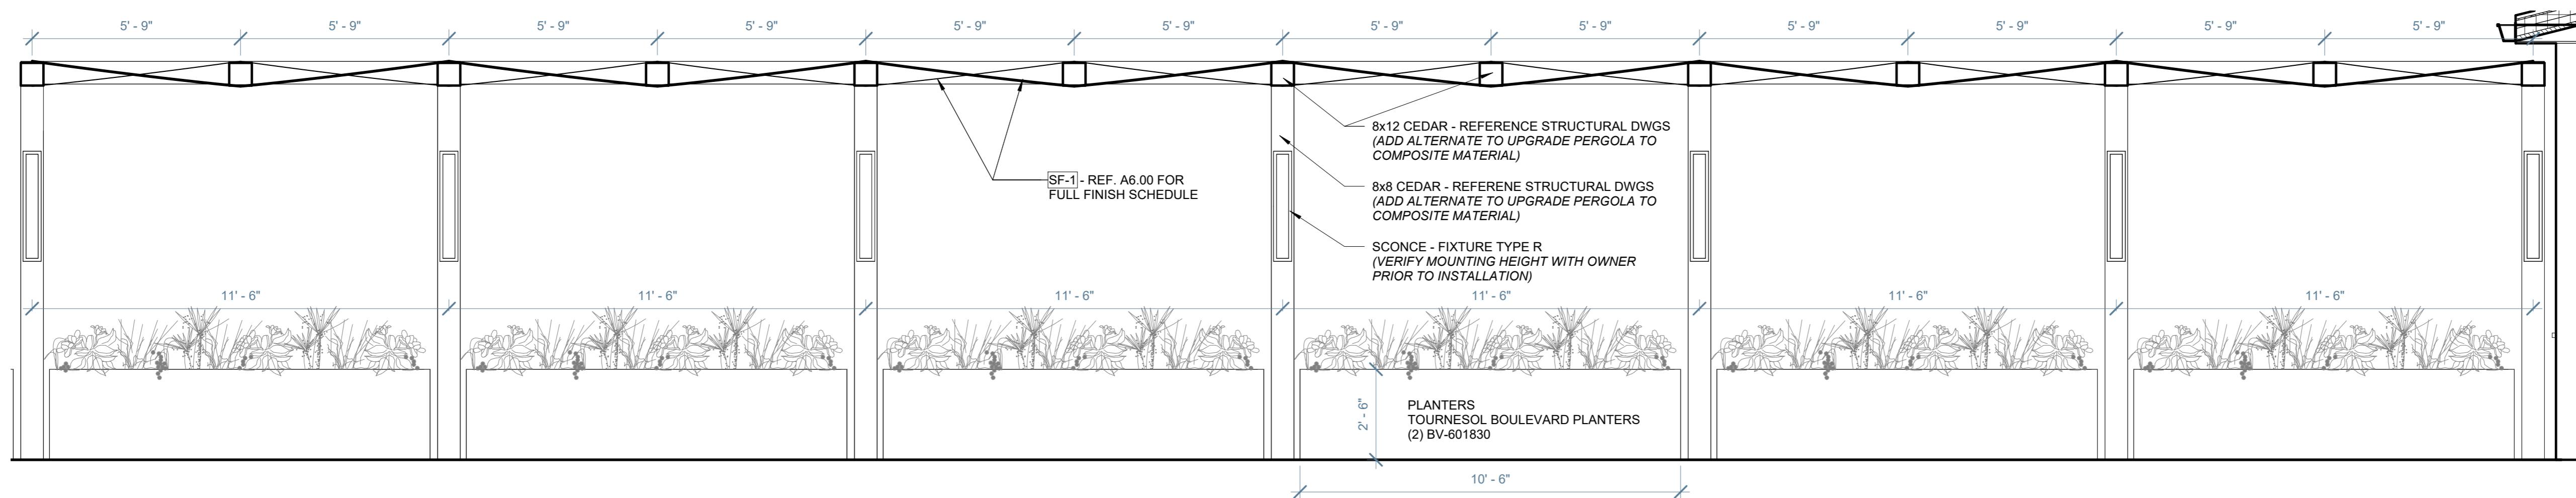 5' - 9" 5' - 9" 5' - 9" 5' - 9" 5' - 9" 5' - 9" 5' - 9" 5' - 9" 5' - 9" 5' - 9" 5' - 9" 5' - 9"
8x12 CEDAR - REFERENCE STRUCTURAL DWGS
(ADD ALTERNATE TO UPGRADE PERGOLA TO
COMPOSITE MATERIAL)
SF-1 - REF. A6.00 FOR
FULL FINISH SCHEDULE
8x8 CEDAR - REFERENE STRUCTURAL DWGS
(ADD ALTERNATE TO UPGRADE PERGOLA TO
COMPOSITE MATERIAL)
SCONCE - FIXTURE TYPE R
(VERIFY MOUNTING HEIGHT WITH OWNER
PRIOR TO INSTALLATION)
11' - 6" 11' - 6" 11' - 6" 11' - 6" 11' - 6" 11' - 6"
2' - 6"
PLANTERS
TOURNESOL BOULEVARD PLANTERS
(2) BV-601830
10' - 6"